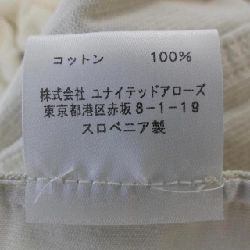 コットン 100%
株式会社 ユナイテッドアローズ
東京都港区赤坂8-1-19
スロベニア製